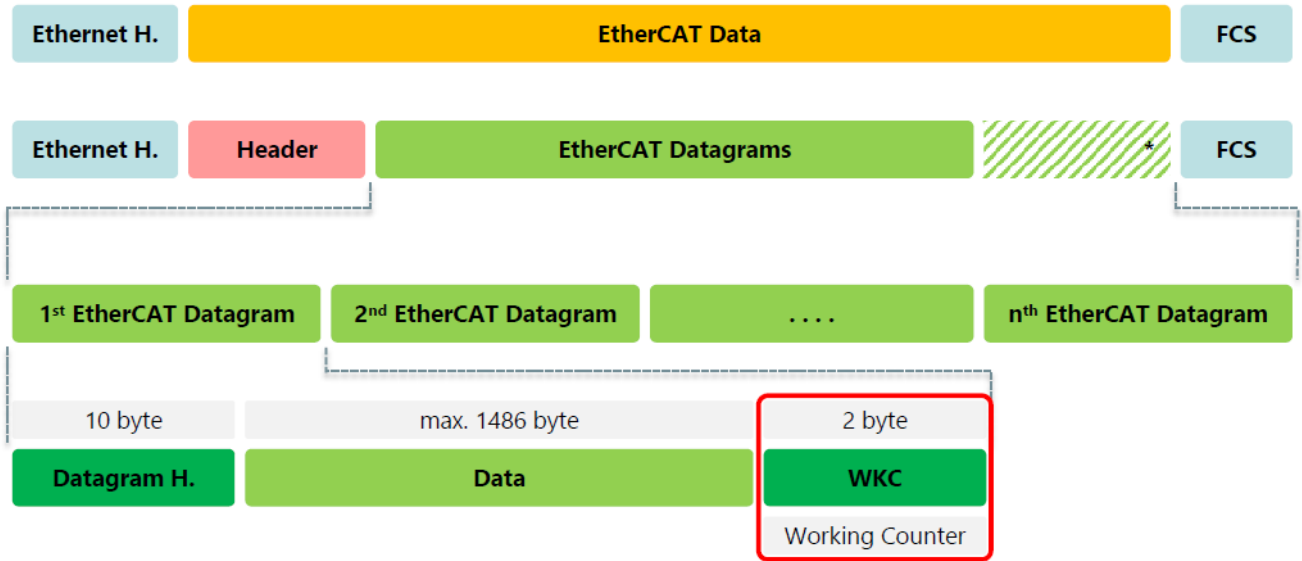 Ethernet H. EtherCAT Data FCS
Ethernet H. Header EtherCAT Datagrams * FCS
1st EtherCAT Datagram 2nd EtherCAT Datagram .... nth EtherCAT Datagram
10 byte max. 1486 byte 2 byte
Datagram H. Data WKC
Working Counter